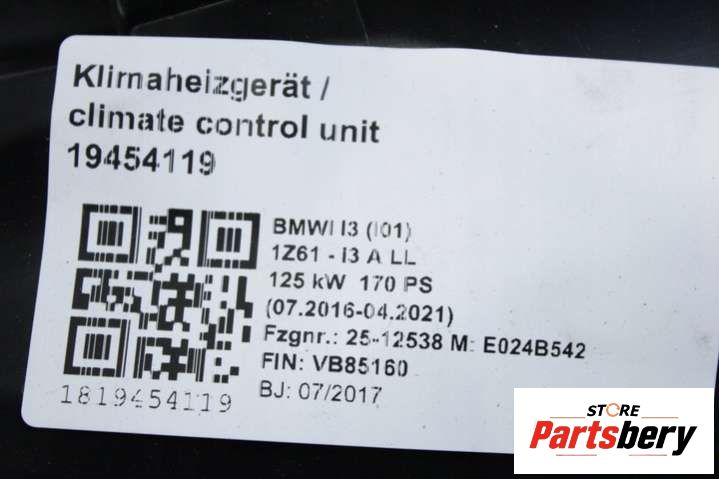 Klimaheizgerät /
climate control unit
19454119
BMWI I3 (I01)
1Z61 - I3 A LL
125 kW 170 PS
(07.2016-04.2021)
Fzgnr.: 25-12538 M: E024B542
FIN: VB85160
BJ: 07/2017
1819454119
STORE
Partsbery